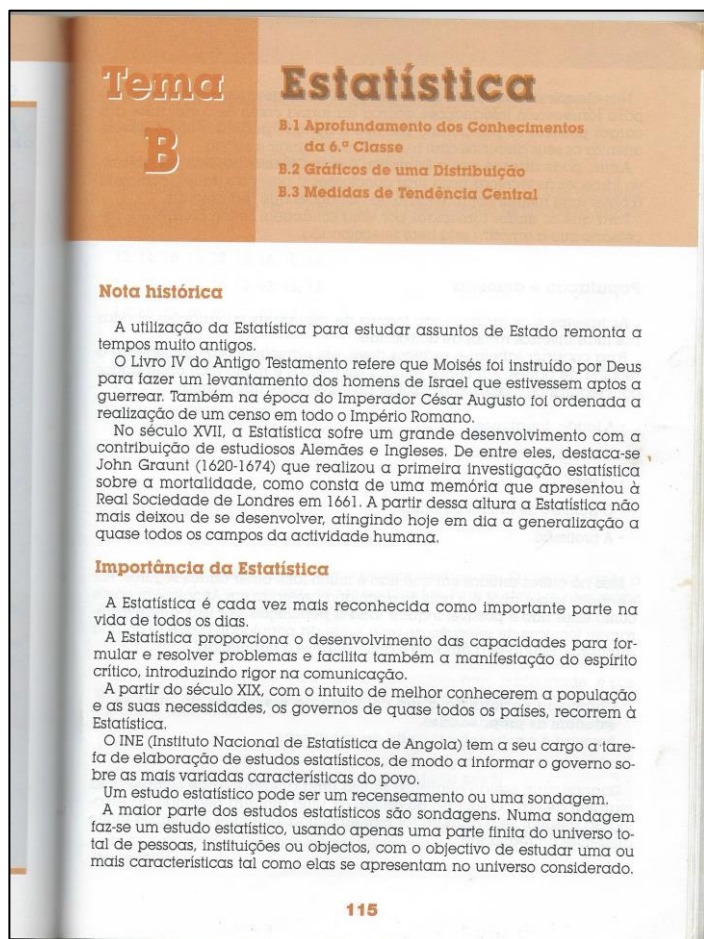 Tema
B
Estatística
B.1 Aprofundamento dos Conhecimentos
da 6.ª Classe
B.2 Gráficos de uma Distribuição
B.3 Medidas de Tendência Central
Nota histórica
A utilização da Estatística para estudar assuntos de Estado remonta a
tempos muito antigos.
O Livro IV do Antigo Testamento refere que Moisés foi instruído por Deus
para fazer um levantamento dos homens de Israel que estivessem aptos a
guerrear. Também na época do Imperador César Augusto foi ordenada a
realização de um censo em todo o Império Romano.
No século XVII, a Estatística sofre um grande desenvolvimento com a
contribuição de estudiosos Alemães e Ingleses. De entre eles, destaca-se
John Graunt (1620-1674) que realizou a primeira investigação estatística
sobre a mortalidade, como consta de uma memória que apresentou à
Real Sociedade de Londres em 1661. A partir dessa altura a Estatística não
mais deixou de se desenvolver, atingindo hoje em dia a generalização a
quase todos os campos da actividade humana.
Importância da Estatística
A Estatística é cada vez mais reconhecida como importante parte na
vida de todos os dias.
A Estatística proporciona o desenvolvimento das capacidades para for-
mular e resolver problemas e facilita também a manifestação do espírito
crítico, introduzindo rigor na comunicação.
A partir do século XIX, com o intuito de melhor conhecerem a população
e as suas necessidades, os governos de quase todos os países, recorrem à
Estatística.
O INE (Instituto Nacional de Estatística de Angola) tem a seu cargo a tare-
fa de elaboração de estudos estatísticos, de modo a informar o governo so-
bre as mais variadas características do povo.
Um estudo estatístico pode ser um recenseamento ou uma sondagem.
A maior parte dos estudos estatísticos são sondagens. Numa sondagem
faz-se um estudo estatístico, usando apenas uma parte finita do universo to-
tal de pessoas, instituições ou objectos, com o objectivo de estudar uma ou
mais características tal como elas se apresentam no universo considerado.
115